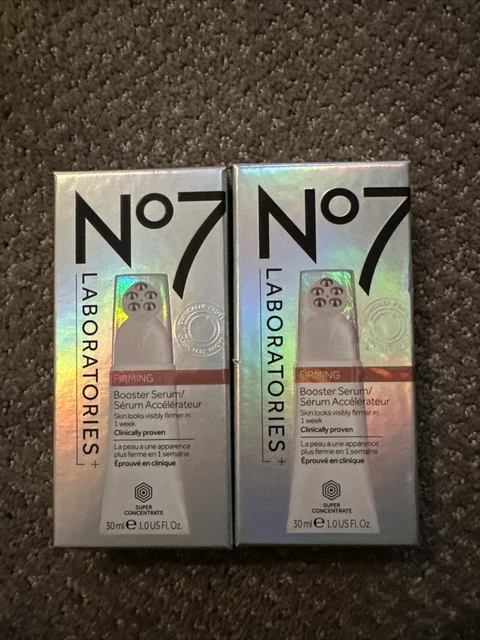 No7
LABORATORIES+
CLINICALLY PROVEN
FIRMING
Booster Serum/
Sérum Accélérateur
Skin looks visibly firmer in
1 week
Clinically proven
La peau a une apparence
plus ferme en 1 semaine
Éprouvé en clinique
SUPER
CONCENTRATE
30 ml e 1.0 US Fl. Oz.
No7
LABORATORIES+
FIRMING
Booster Serum/
Sérum Accélérateur
Skin looks visibly firmer in
1 week
Clinically proven
La peau a une apparence
plus ferme en 1 semaine
Éprouvé en clinique
SUPER
CONCENTRATE
30 ml e 1.0 US Fl. Oz.